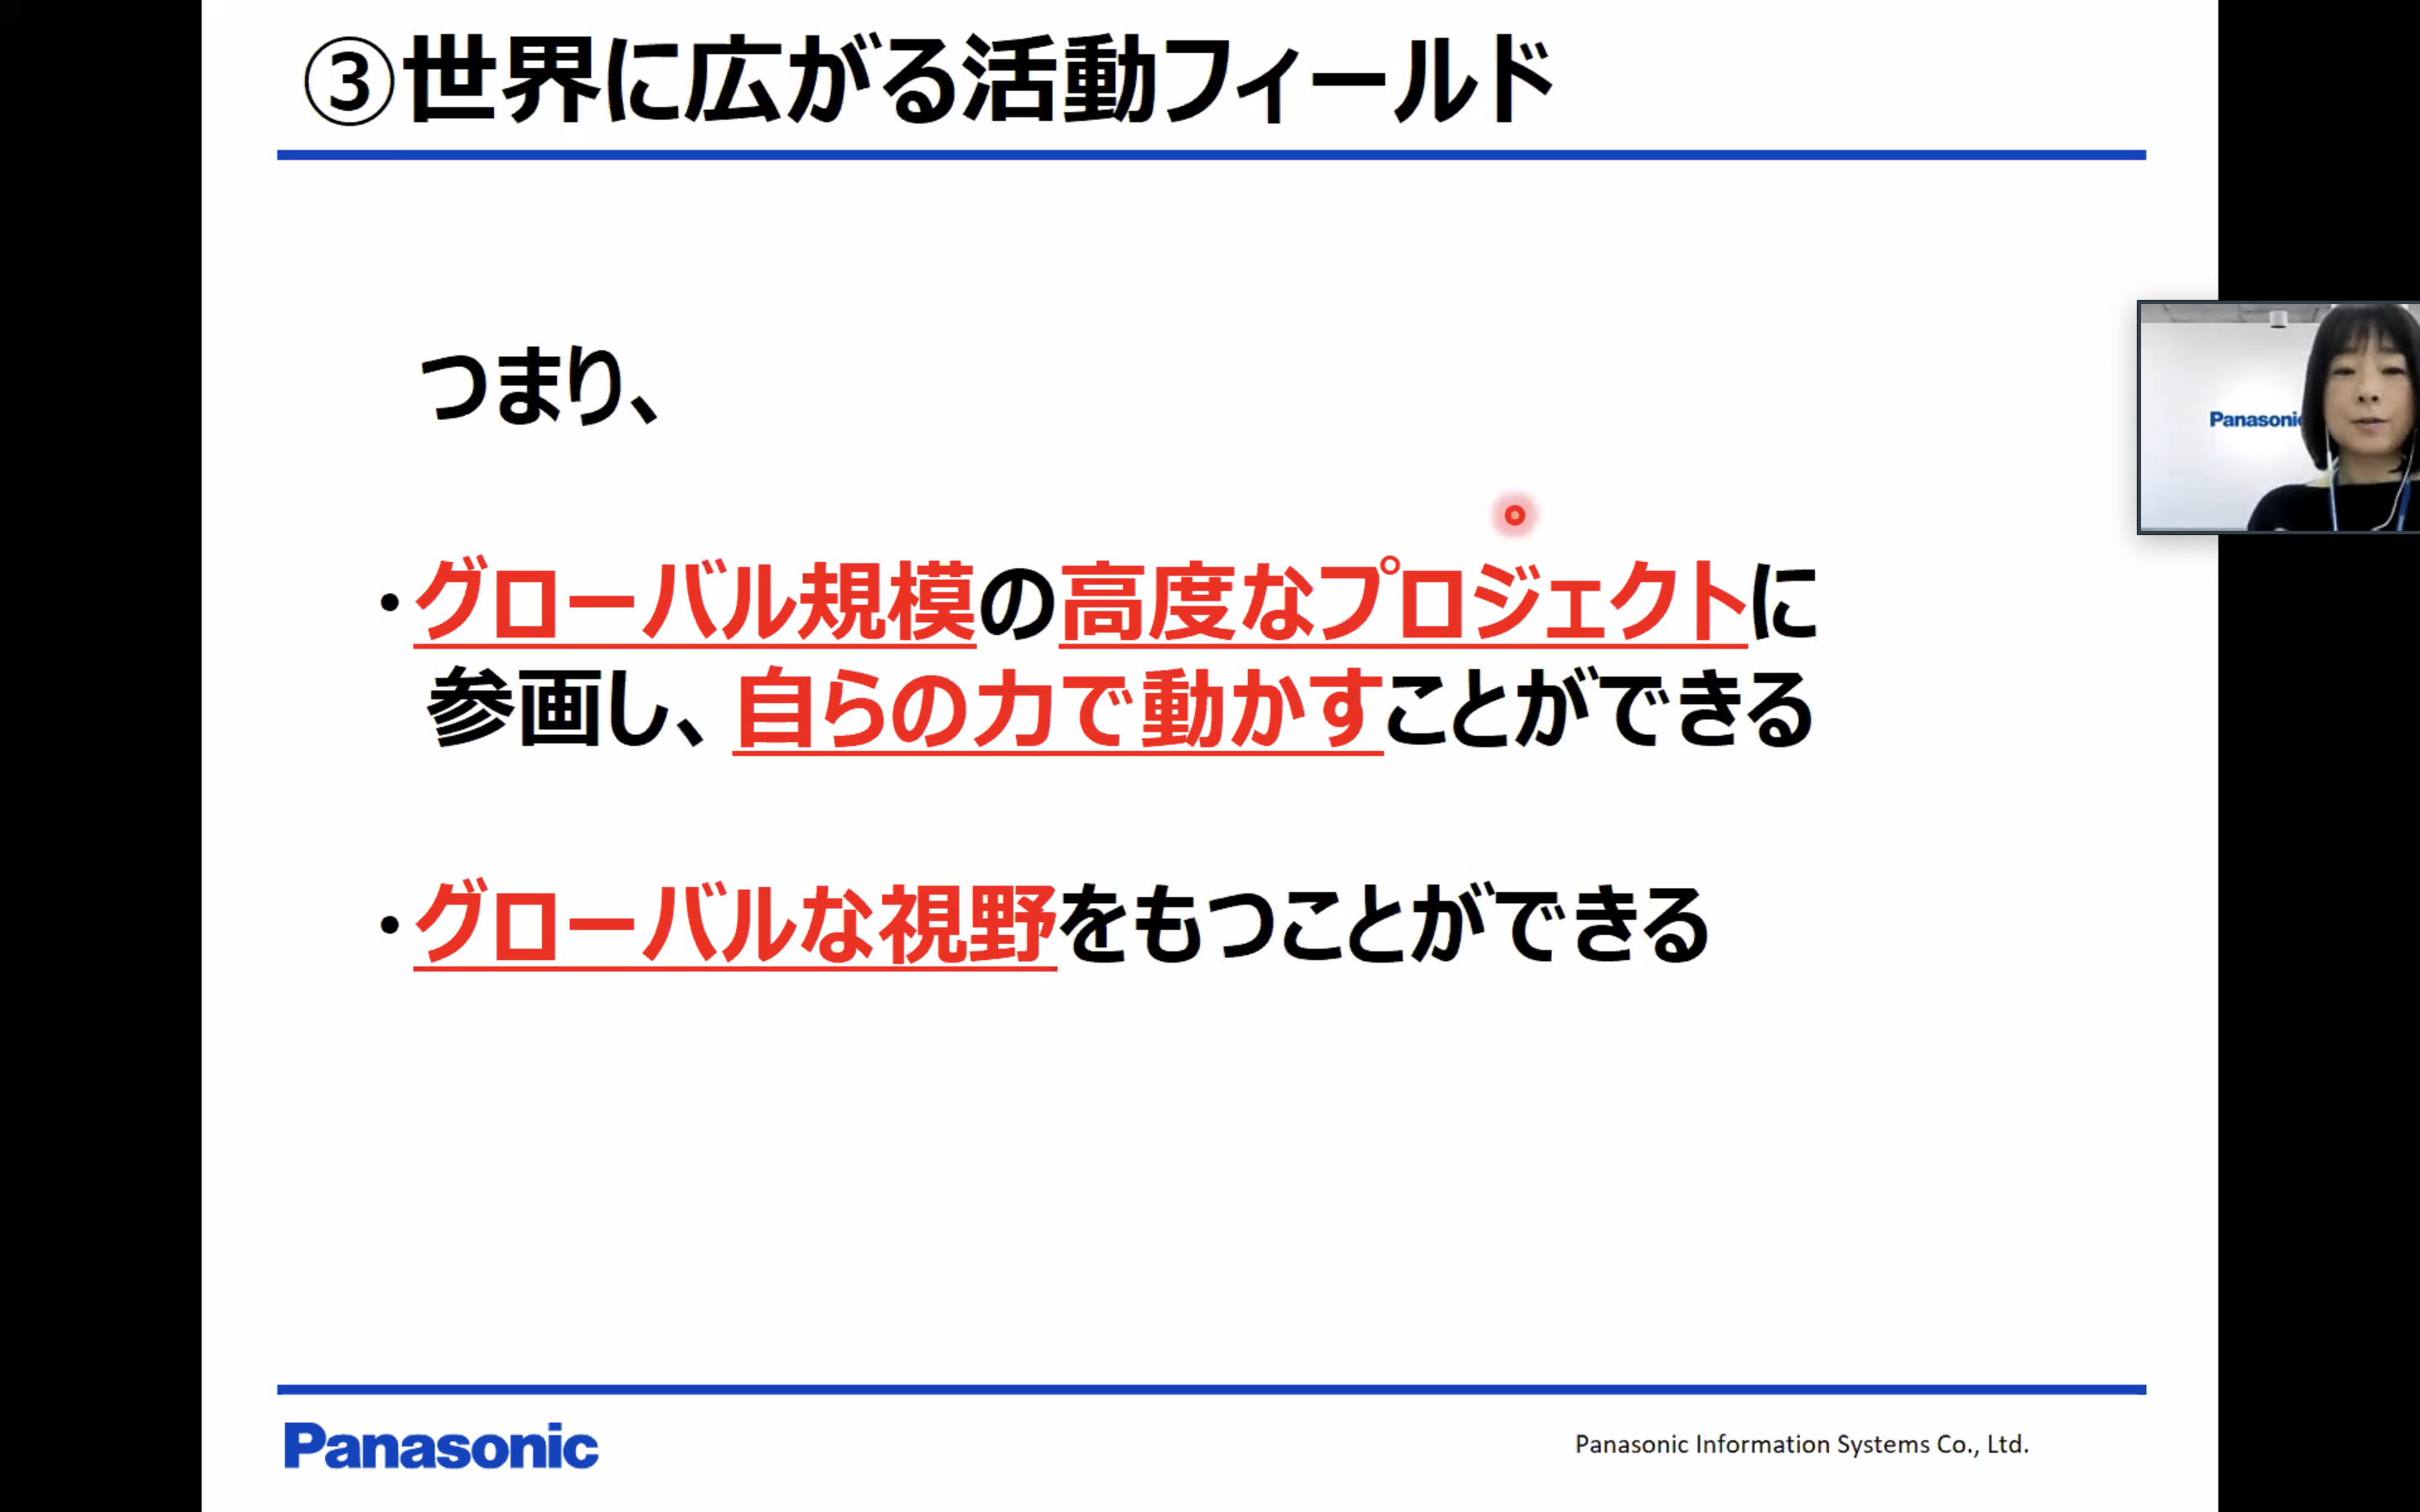 ③世界に広がる活動フィールド
つまり、
・グローバル規模の高度なプロジェクトに
参画し、自らの力で動かすことができる
・グローバルな視野をもつことができる
Panasonic
Panasonic
Panasonic Information Systems Co., Ltd.